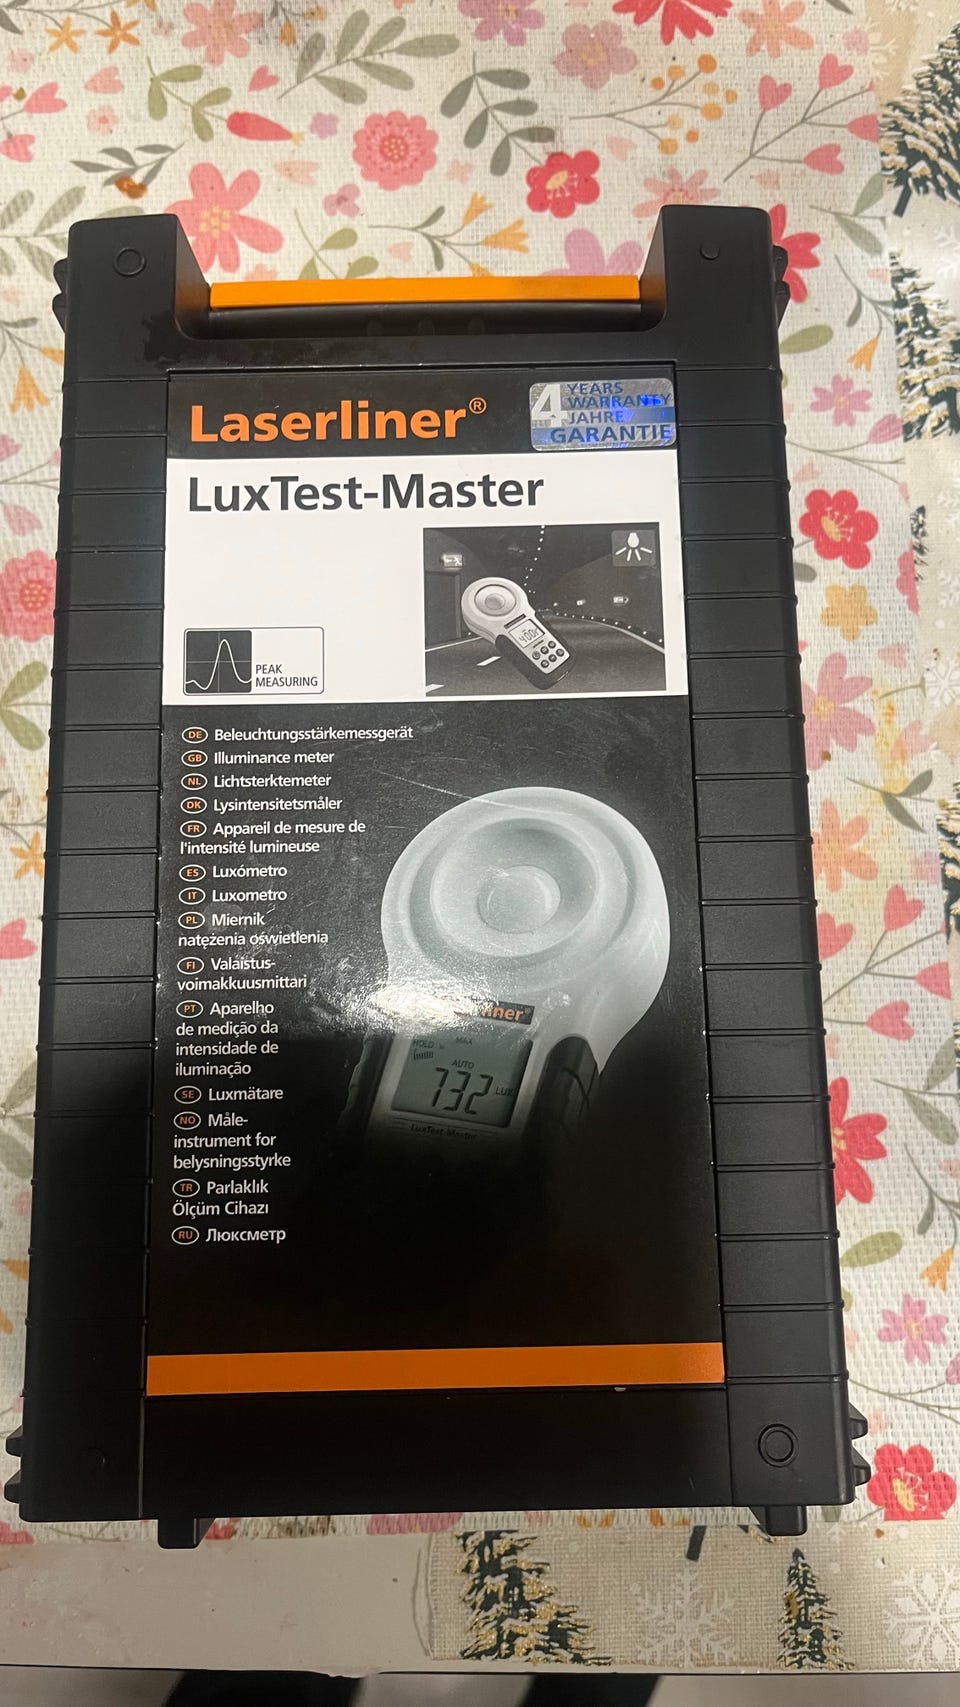 Laserliner®
4 YEARS
WARRANTY
JAHRE
GARANTIE
LuxTest-Master
PEAK
MEASURING
DE Beleuchtungsstärkemessgerät
GB Illuminance meter
NL Lichtsterktemeter
DK Lysintensitetsmåler
FR Appareil de mesure de
l'intensité lumineuse
ES Luxómetro
IT Luxometro
PL Miernik
natężenia oświetlenia
FI Valaistus-
voimakkuusmittari
PT Aparelho
de medição da
intensidade de
iluminação
SE Luxmätare
NO Måle-
instrument for
belysningsstyrke
TR Parlaklık
Ölçüm Cihazı
RU Люксметр
HOLD MAX
AUTO
732 LUX
LuxTest-Master